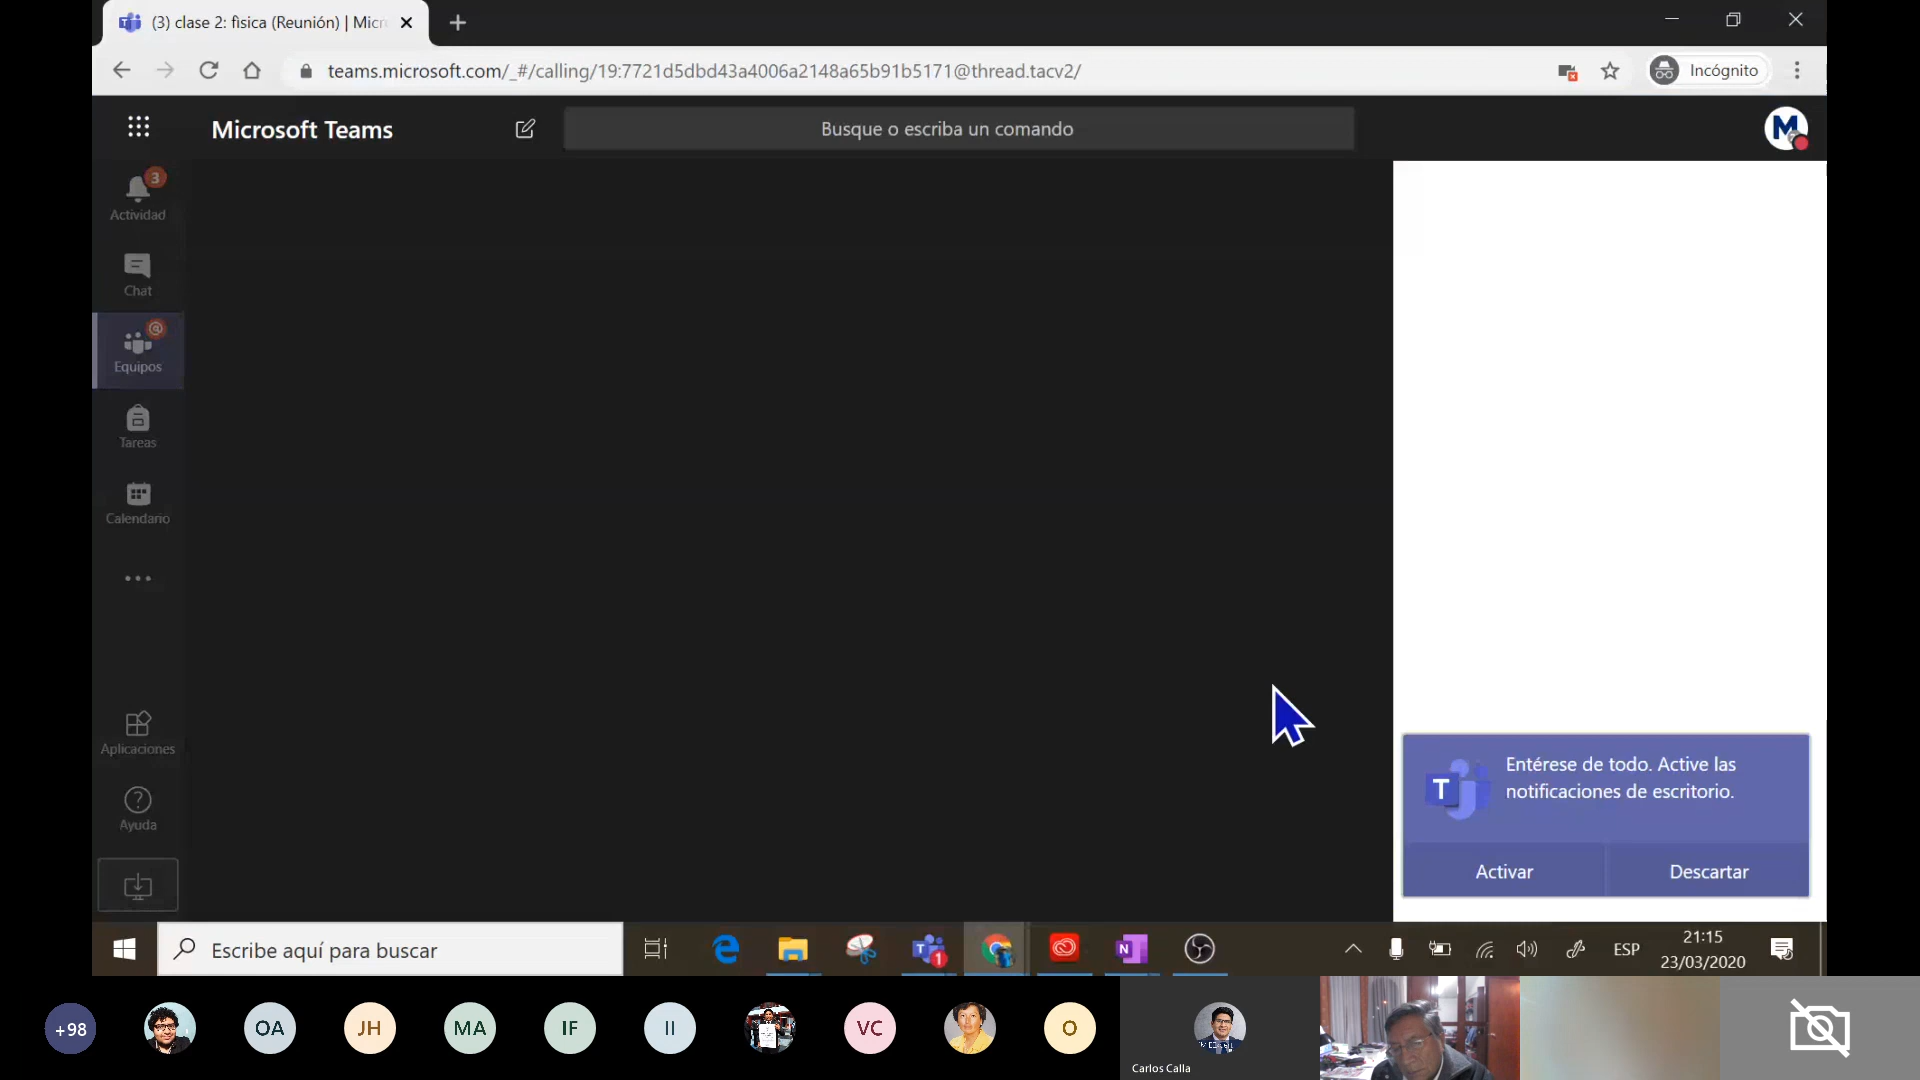 (3) clase 2: física (Reunión) | Micr
teams.microsoft.com/_#/calling/19:7721d5dbd43a4006a2148a65b91b5171@thread.tacv2/
Incógnito
Microsoft Teams
Busque o escriba un comando
M
3
Actividad
Chat
@
Equipos
Tareas
Calendario
Aplicaciones
?
Ayuda
T
Entérese de todo. Active las
notificaciones de escritorio.
Activar
Descartar
Escribe aquí para buscar
1
N
ESP
21:15
23/03/2020
+98
OA
JH
MA
IF
II
VC
O
Carlos Calla